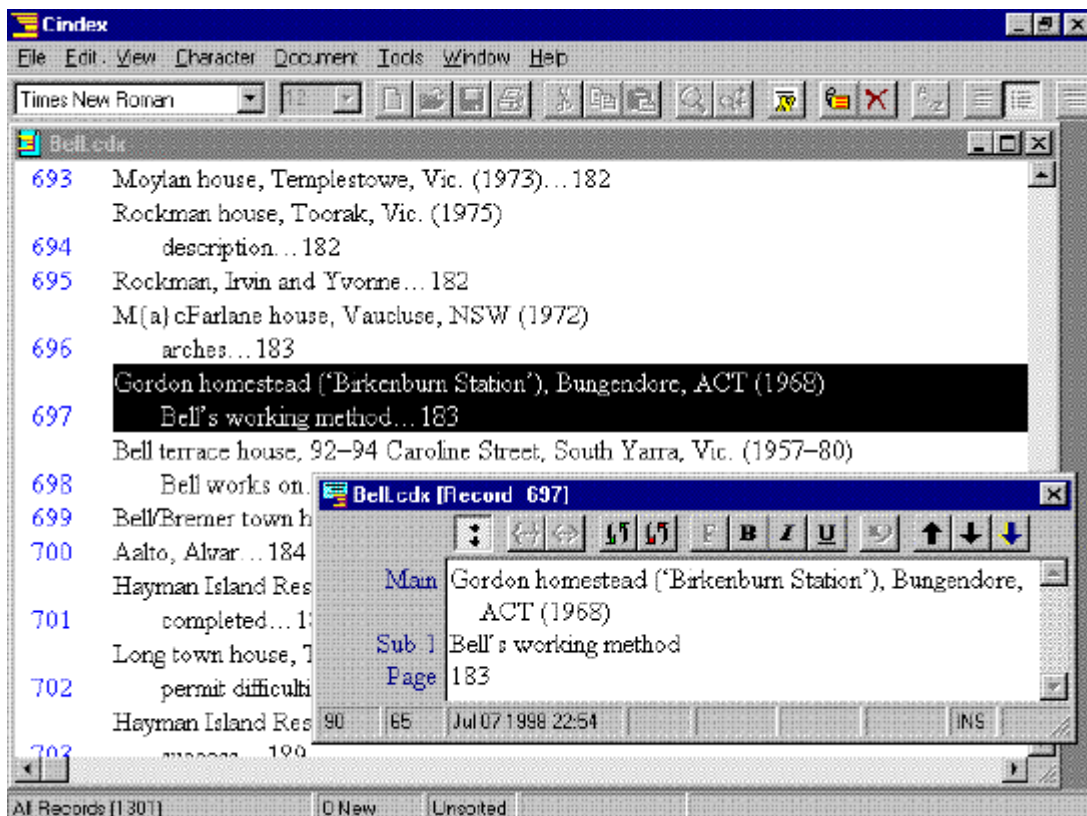 Cindex
File Edit View Character Document Tools Window Help
Times New Roman 12
Bell.cdx
693 Moylan house, Templestowe, Vic. (1973)...182
Rockman house, Toorak, Vic. (1975)
694 description...182
695 Rockman, Irvin and Yvonne...182
M{a}cFarlane house, Vaucluse, NSW (1972)
696 arches...183
Gordon homestead (‘Birkenburn Station’), Bungendore, ACT (1968)
697 Bell’s working method...183
Bell terrace house, 92–94 Caroline Street, South Yarra, Vic. (1957–80)
698 Bell works on.
699 Bell/Bremer town h
700 Aalto, Alvar...184
Hayman Island Res
701 completed...1
Long town house, T
702 permit difficulti
Hayman Island Res
703 success...189
Bell.cdx [Record 697]
F B I U
Main Gordon homestead (‘Birkenburn Station’), Bungendore,
ACT (1968)
Sub 1 Bell's working method
Page 183
90 65 Jul 07 1998 22:54 INS
All Records [1301] 0 New Unsorted